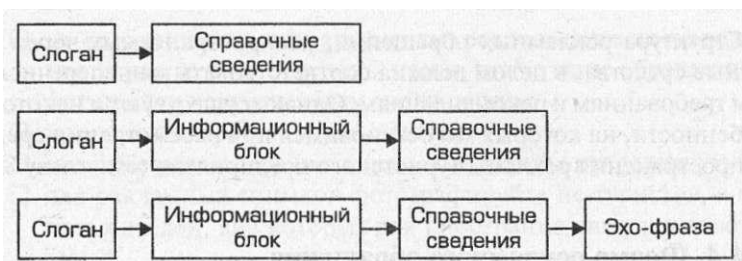 Слоган
Справочные
сведения
Слоган
Информационный
блок
Справочные
сведения
Слоган
Информационный
блок
Справочные
сведения
Эхо-фраза